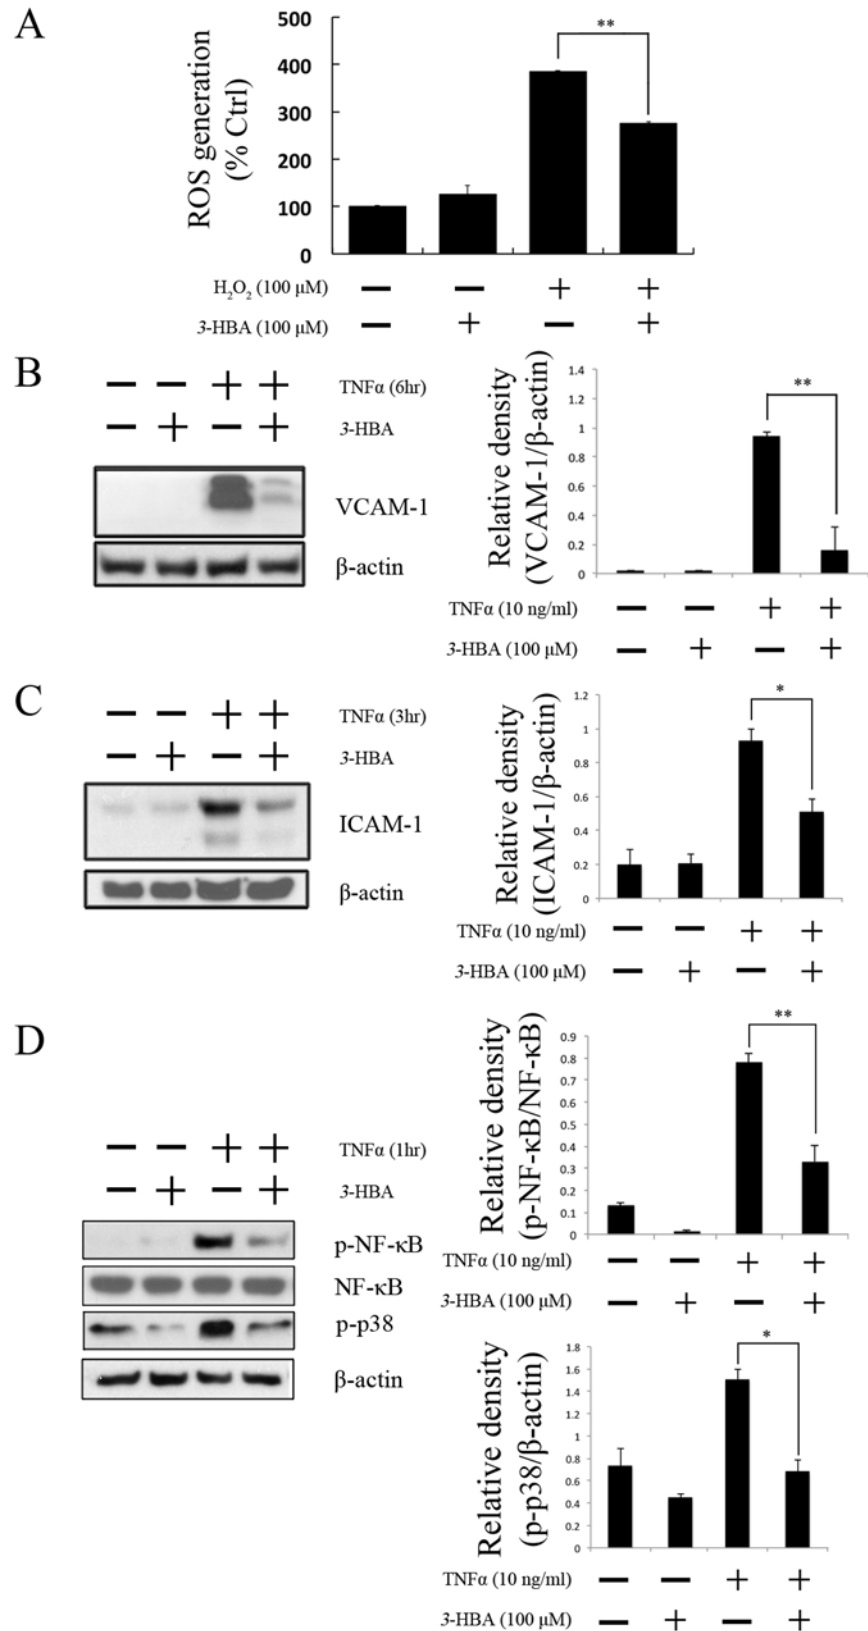 A
ROS generation
(% Ctrl)
500
400
300
200
100
0
**
H₂O₂ (100 μM) − − + +
3-HBA (100 μM) − + − +
B
− − + + TNFα (6hr)
− + − + 3-HBA
VCAM-1
β-actin
Relative density
(VCAM-1/β-actin)
1.4
1.2
1
0.8
0.6
0.4
0.2
0
**
TNFα (10 ng/ml) − − + +
3-HBA (100 μM) − + − +
C
− − + + TNFα (3hr)
− + − + 3-HBA
ICAM-1
β-actin
Relative density
(ICAM-1/β-actin)
1.2
1
0.8
0.6
0.4
0.2
0
*
TNFα (10 ng/ml) − − + +
3-HBA (100 μM) − + − +
D
− − + + TNFα (1hr)
− + − + 3-HBA
p-NF-κB
NF-κB
p-p38
β-actin
Relative density
(p-NF-κB/NF-κB)
0.9
0.8
0.7
0.6
0.5
0.4
0.3
0.2
0.1
0
**
TNFα (10 ng/ml) − − + +
3-HBA (100 μM) − + − +
Relative density
(p-p38/β-actin)
1.8
1.6
1.4
1.2
1
0.8
0.6
0.4
0.2
0
*
TNFα (10 ng/ml) − − + +
3-HBA (100 μM) − + − +